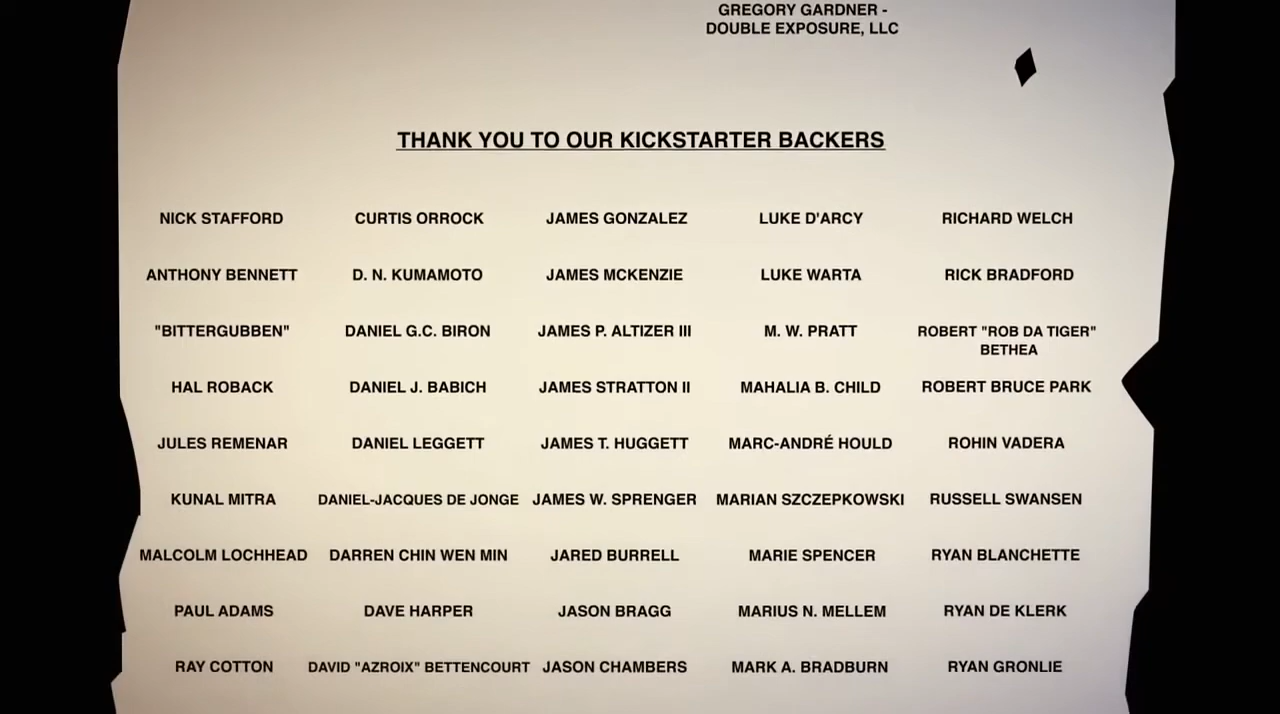 GREGORY GARDNER -
DOUBLE EXPOSURE, LLC
THANK YOU TO OUR KICKSTARTER BACKERS
NICK STAFFORD CURTIS ORROCK JAMES GONZALEZ LUKE D'ARCY RICHARD WELCH
ANTHONY BENNETT D. N. KUMAMOTO JAMES MCKENZIE LUKE WARTA RICK BRADFORD
"BITTERGUBBEN" DANIEL G.C. BIRON JAMES P. ALTIZER III M. W. PRATT ROBERT "ROB DA TIGER"
BETHEA
HAL ROBACK DANIEL J. BABICH JAMES STRATTON II MAHALIA B. CHILD ROBERT BRUCE PARK
JULES REMENAR DANIEL LEGGETT JAMES T. HUGGETT MARC-ANDRÉ HOULD ROHIN VADERA
KUNAL MITRA DANIEL-JACQUES DE JONGE JAMES W. SPRENGER MARIAN SZCZEPKOWSKI RUSSELL SWANSEN
MALCOLM LOCHHEAD DARREN CHIN WEN MIN JARED BURRELL MARIE SPENCER RYAN BLANCHETTE
PAUL ADAMS DAVE HARPER JASON BRAGG MARIUS N. MELLEM RYAN DE KLERK
RAY COTTON DAVID "AZROIX" BETTENCOURT JASON CHAMBERS MARK A. BRADBURN RYAN GRONLIE